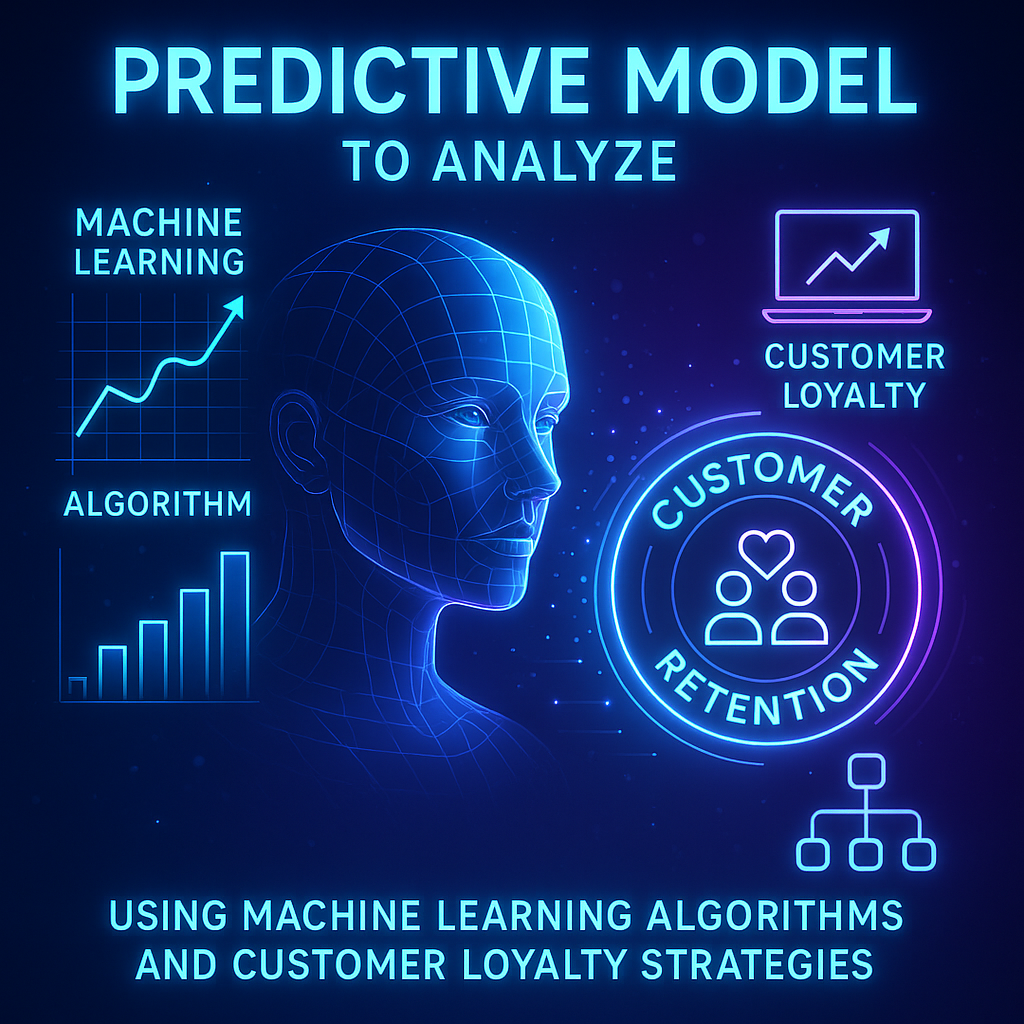 PREDICTIVE MODEL
TO ANALYZE
MACHINE
LEARNING
ALGORITHM
CUSTOMER
LOYALTY
CUSTOMER
RETENTION
USING MACHINE LEARNING ALGORITHMS
AND CUSTOMER LOYALTY STRATEGIES